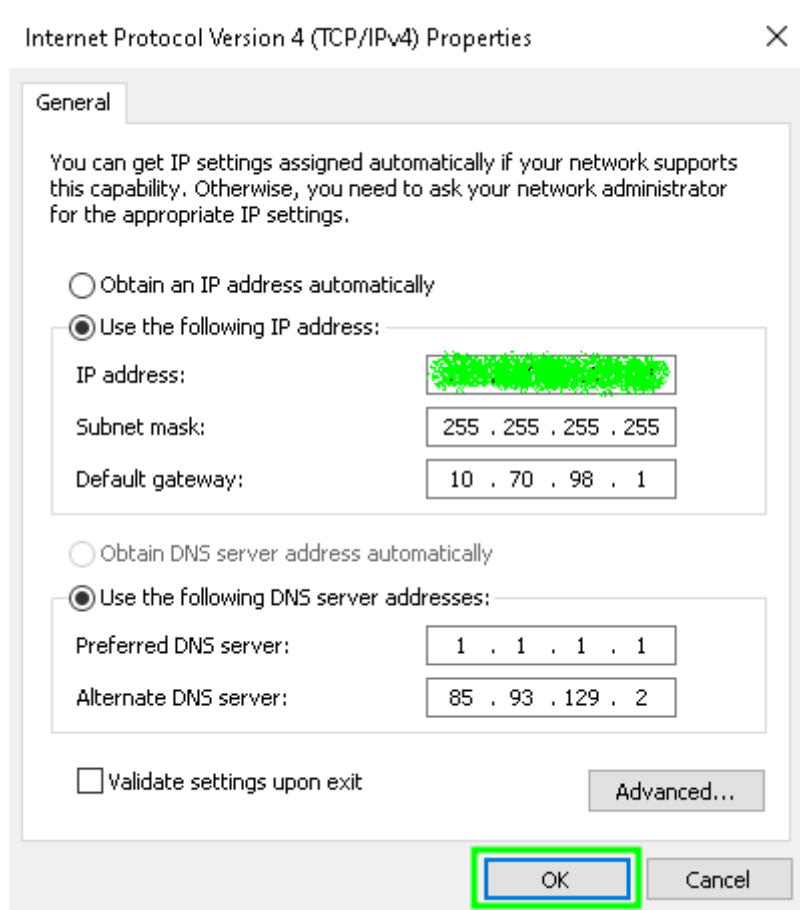 Internet Protocol Version 4 (TCP/IPv4) Properties
General
You can get IP settings assigned automatically if your network supports
this capability. Otherwise, you need to ask your network administrator
for the appropriate IP settings.
Obtain an IP address automatically
Use the following IP address:
IP address:
Subnet mask: 255 . 255 . 255 . 255
Default gateway: 10 . 70 . 98 . 1
Obtain DNS server address automatically
Use the following DNS server addresses:
Preferred DNS server: 1 . 1 . 1 . 1
Alternate DNS server: 85 . 93 . 129 . 2
Validate settings upon exit
Advanced...
OK Cancel